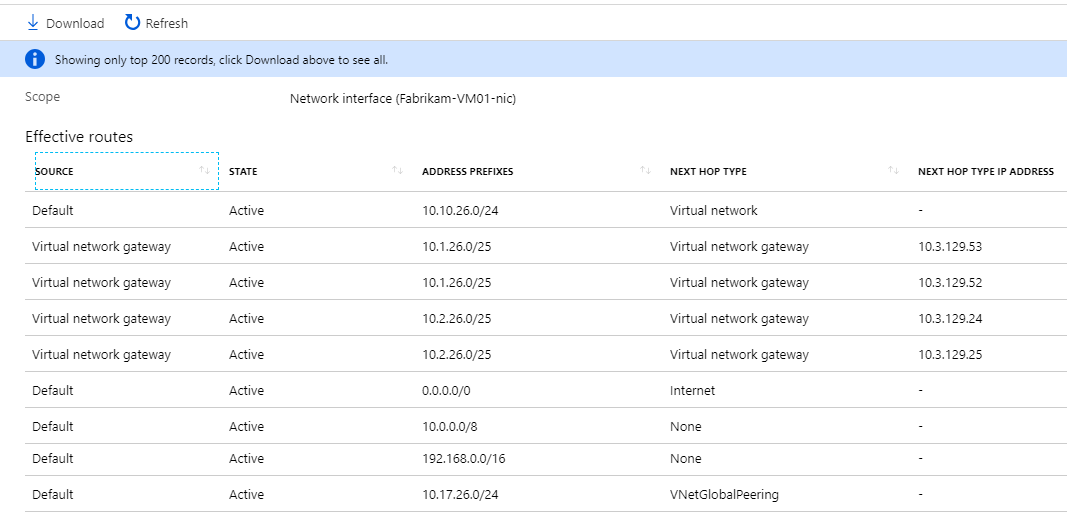 Download Refresh
Showing only top 200 records, click Download above to see all.
Scope Network interface (Fabrikam-VM01-nic)
Effective routes
SOURCE STATE ADDRESS PREFIXES NEXT HOP TYPE NEXT HOP TYPE IP ADDRESS
Default Active 10.10.26.0/24 Virtual network -
Virtual network gateway Active 10.1.26.0/25 Virtual network gateway 10.3.129.53
Virtual network gateway Active 10.1.26.0/25 Virtual network gateway 10.3.129.52
Virtual network gateway Active 10.2.26.0/25 Virtual network gateway 10.3.129.24
Virtual network gateway Active 10.2.26.0/25 Virtual network gateway 10.3.129.25
Default Active 0.0.0.0/0 Internet -
Default Active 10.0.0.0/8 None -
Default Active 192.168.0.0/16 None -
Default Active 10.17.26.0/24 VNetGlobalPeering -